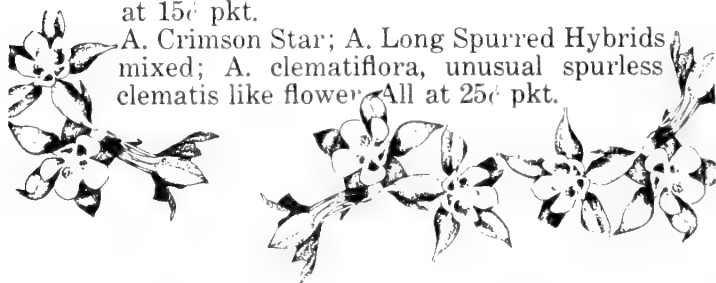 at 15¢ pkt.
A. Crimson Star; A. Long Spurred Hybrids
mixed; A. clematiflora, unusual spurless
clematis like flower. All at 25¢ pkt.